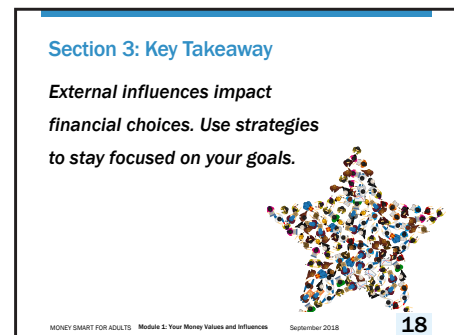 Section 3: Key Takeaway
External influences impact
financial choices. Use strategies
to stay focused on your goals.
MONEY SMART FOR ADULTS Module 1: Your Money Values and Influences September 2018 18